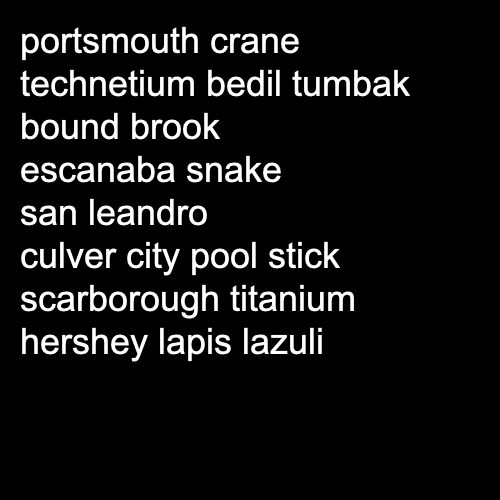 portsmouth crane
technetium bedil tumbak
bound brook
escanaba snake
san leandro
culver city pool stick
scarborough titanium
hershey lapis lazuli